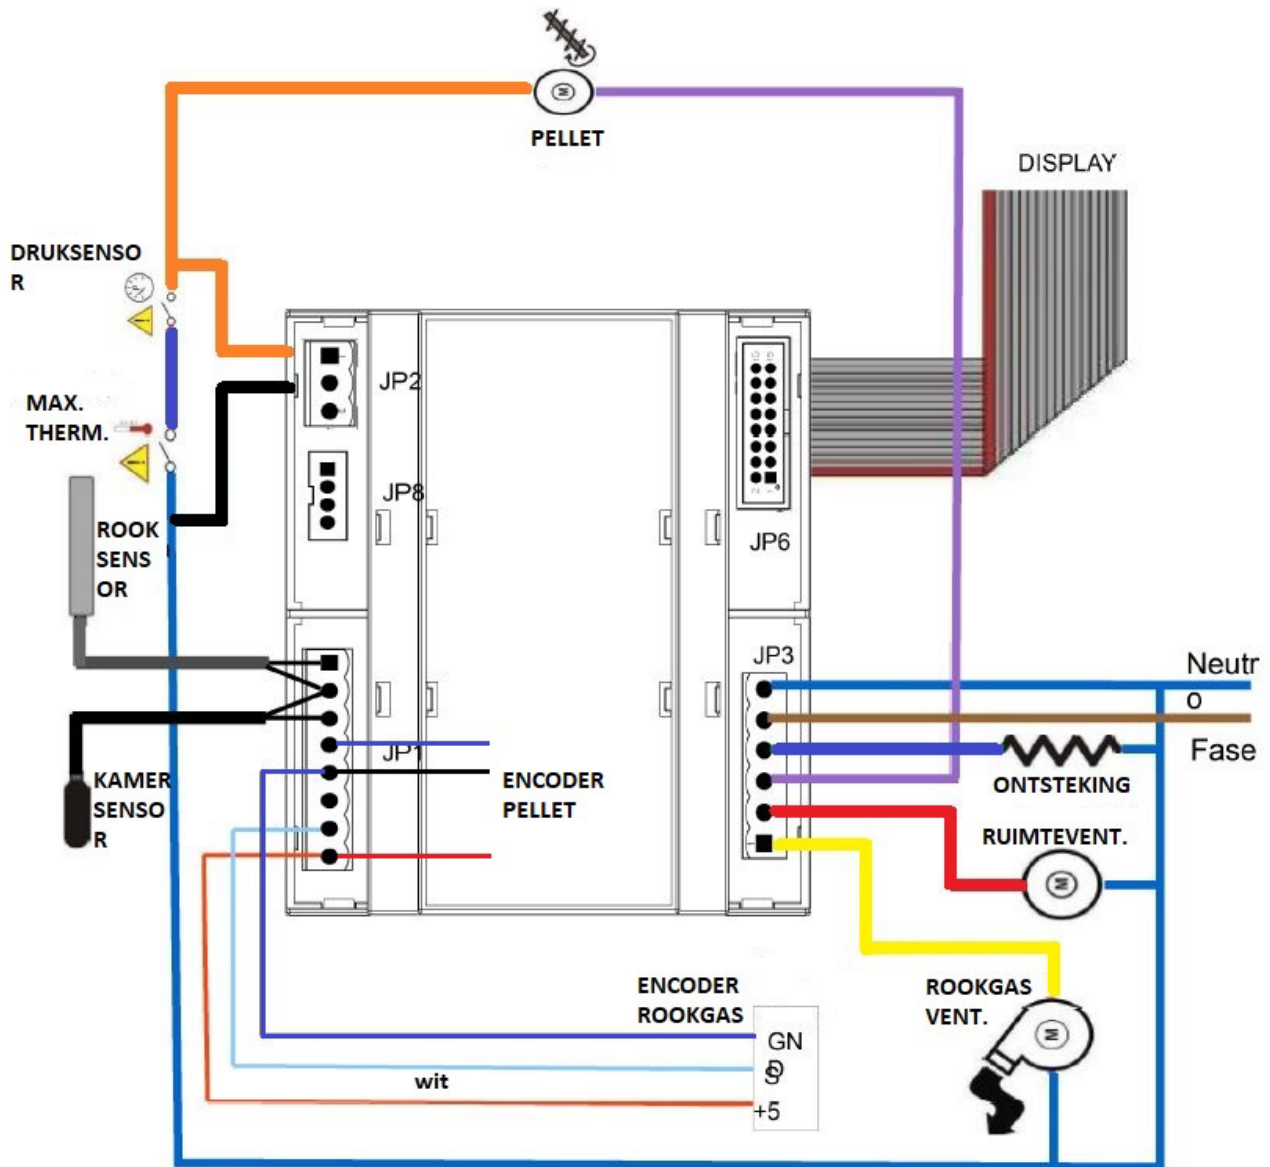 PELLET
DISPLAY
DRUKSENSO
R
MAX.
THERM.
JP2
JP8
JP6
ROOK
SENS
OR
JP3
Neutr
o
Fase
JP1
KAMER
SENSO
R
ENCODER
PELLET
ONTSTEKING
RUIMTEVENT.
M
ENCODER
ROOKGAS
ROOKGAS
VENT.
M
GN
D
S
wit
+5
M